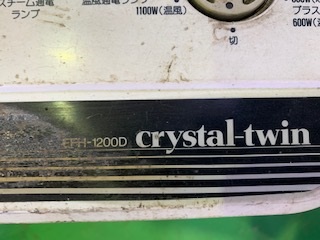 スチーム通電
ランプ
温風通電ランプ
1100W(温風)
切
プラス
600W(
EFH-1200D crystal-twin